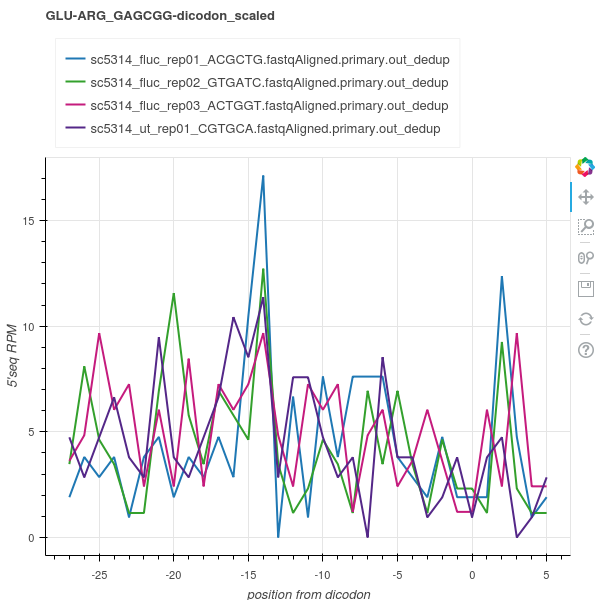 GLU-ARG_GAGCGG-dicodon_scaled
sc5314_fluc_rep01_ACGCTG.fastqAligned.primary.out_dedup
sc5314_fluc_rep02_GTGATC.fastqAligned.primary.out_dedup
sc5314_fluc_rep03_ACTGGT.fastqAligned.primary.out_dedup
sc5314_ut_rep01_CGTGCA.fastqAligned.primary.out_dedup
15
10
5
0
5'seq RPM
-25 -20 -15 -10 -5 0 5
position from dicodon